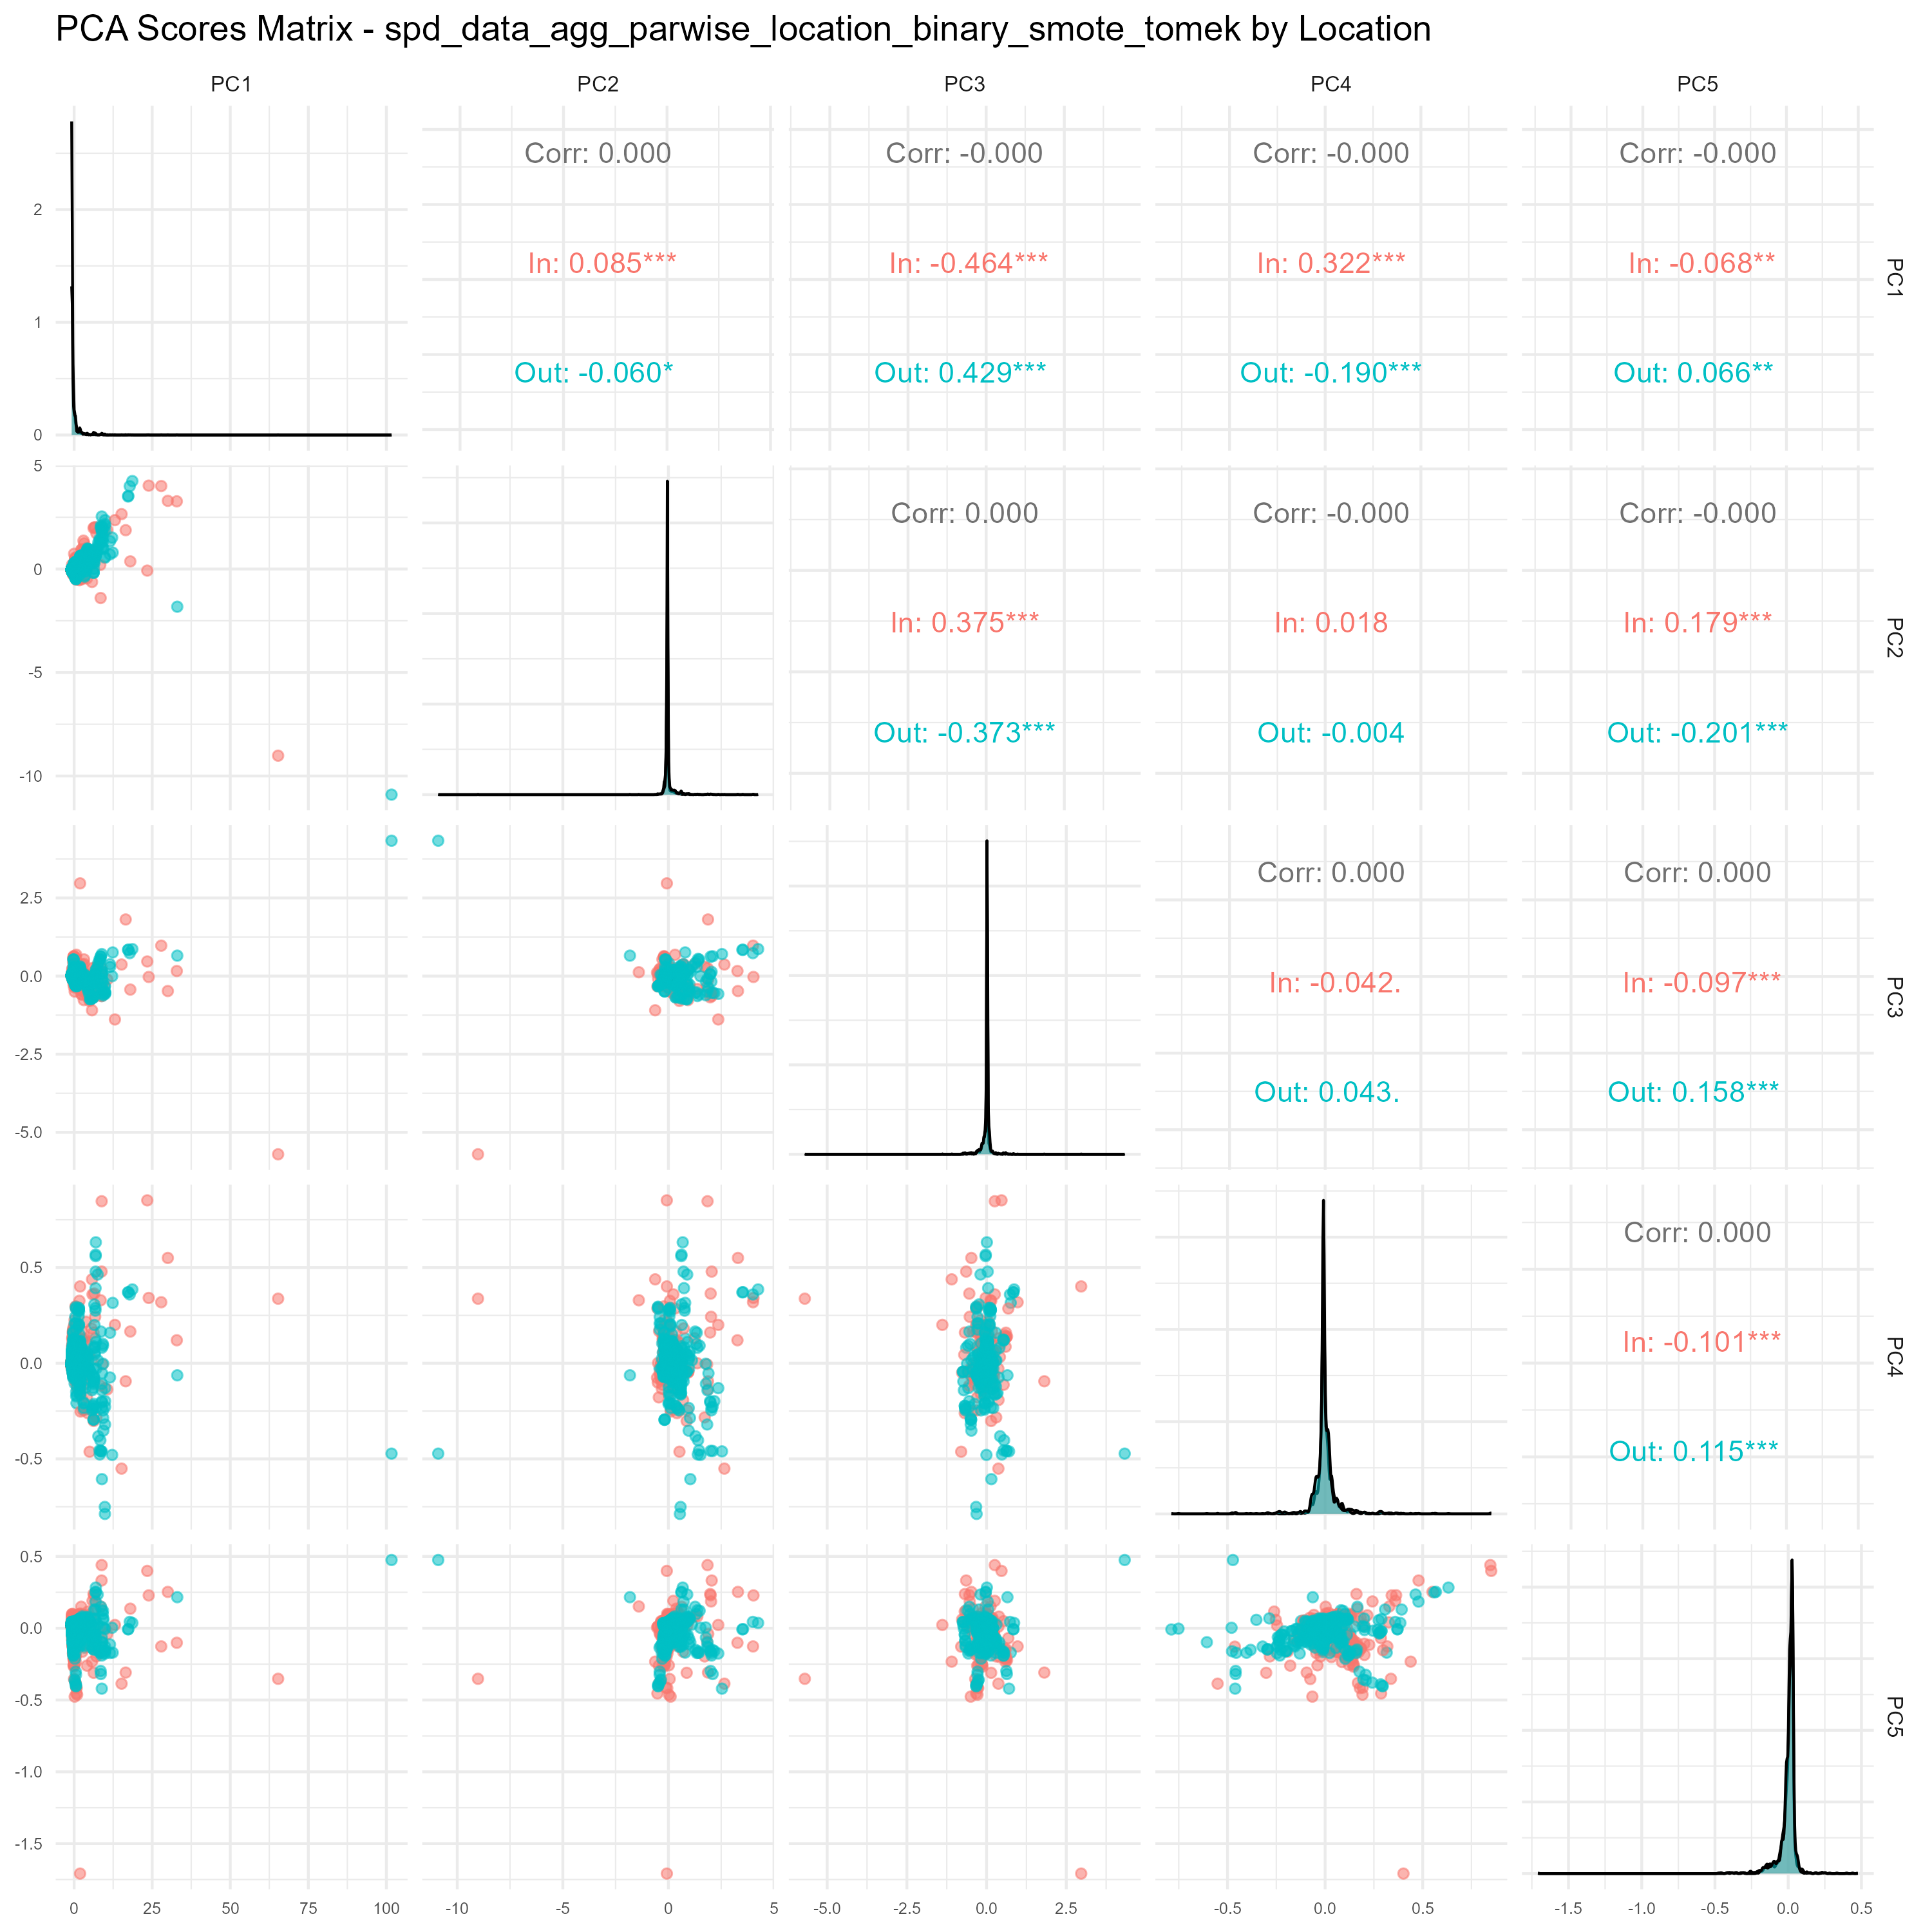 PCA Scores Matrix - spd_data_agg_parwise_location_binary_smote_tomek by Location
PC1 PC2 PC3 PC4 PC5
Corr: 0.000 Corr: -0.000 Corr: -0.000 Corr: -0.000
2
In: 0.085*** In: -0.464*** In: 0.322*** In: -0.068**
PC1
1
Out: -0.060* Out: 0.429*** Out: -0.190*** Out: 0.066**
0
5
Corr: 0.000 Corr: -0.000 Corr: -0.000
0
In: 0.375*** In: 0.018 In: 0.179***
PC2
-5
Out: -0.373*** Out: -0.004 Out: -0.201***
-10
Corr: 0.000 Corr: 0.000
2.5
0.0
In: -0.042. In: -0.097***
PC3
-2.5
Out: 0.043. Out: 0.158***
-5.0
Corr: 0.000
0.5
In: -0.101***
PC4
0.0
Out: 0.115***
-0.5
0.5
0.0
-0.5
PC5
-1.0
-1.5
0 25 50 75 100 -10 -5 0 5 -5.0 -2.5 0.0 2.5 -0.5 0.0 0.5 -1.5 -1.0 -0.5 0.0 0.5